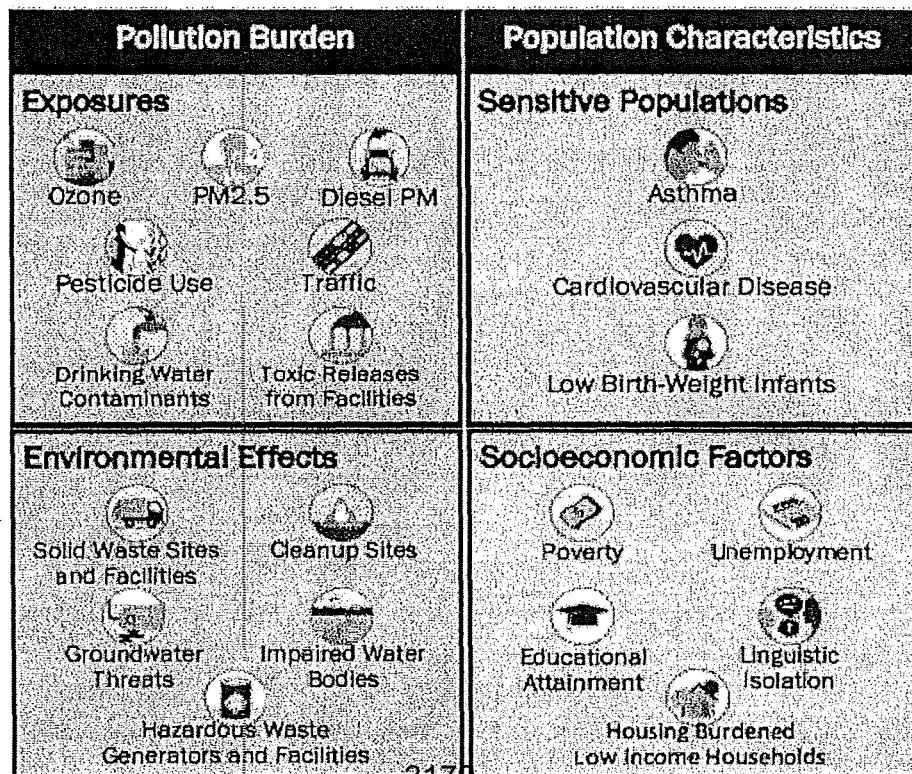 Pollution Burden
Population Characteristics
Exposures
Ozone
PM2.5
Diesel PM
Pesticide Use
Traffic
Drinking Water
Contaminants
Toxic Releases
from Facilities
Sensitive Populations
Asthma
Cardiovascular Disease
Low Birth-Weight Infants
Environmental Effects
Solid Waste Sites
and Facilities
Cleanup Sites
Groundwater
Threats
Impaired Water
Bodies
Hazardous Waste
Generators and Facilities
Socioeconomic Factors
Poverty
Unemployment
Educational
Attainment
Linguistic
Isolation
Housing Burdened
Low Income Households